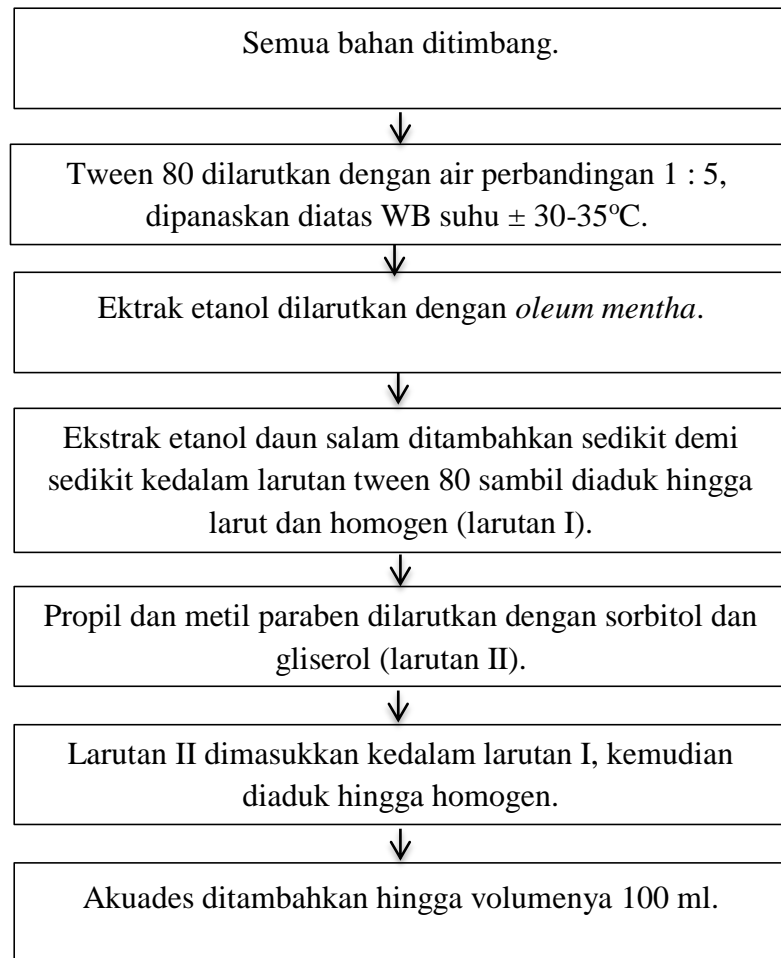 Semua bahan ditimbang.
Tween 80 dilarutkan dengan air perbandingan 1 : 5,
dipanaskan diatas WB suhu ± 30-35°C.
Ektrak etanol dilarutkan dengan oleum mentha.
Ekstrak etanol daun salam ditambahkan sedikit demi
sedikit kedalam larutan tween 80 sambil diaduk hingga
larut dan homogen (larutan I).
Propil dan metil paraben dilarutkan dengan sorbitol dan
gliserol (larutan II).
Larutan II dimasukkan kedalam larutan I, kemudian
diaduk hingga homogen.
Akuades ditambahkan hingga volumenya 100 ml.